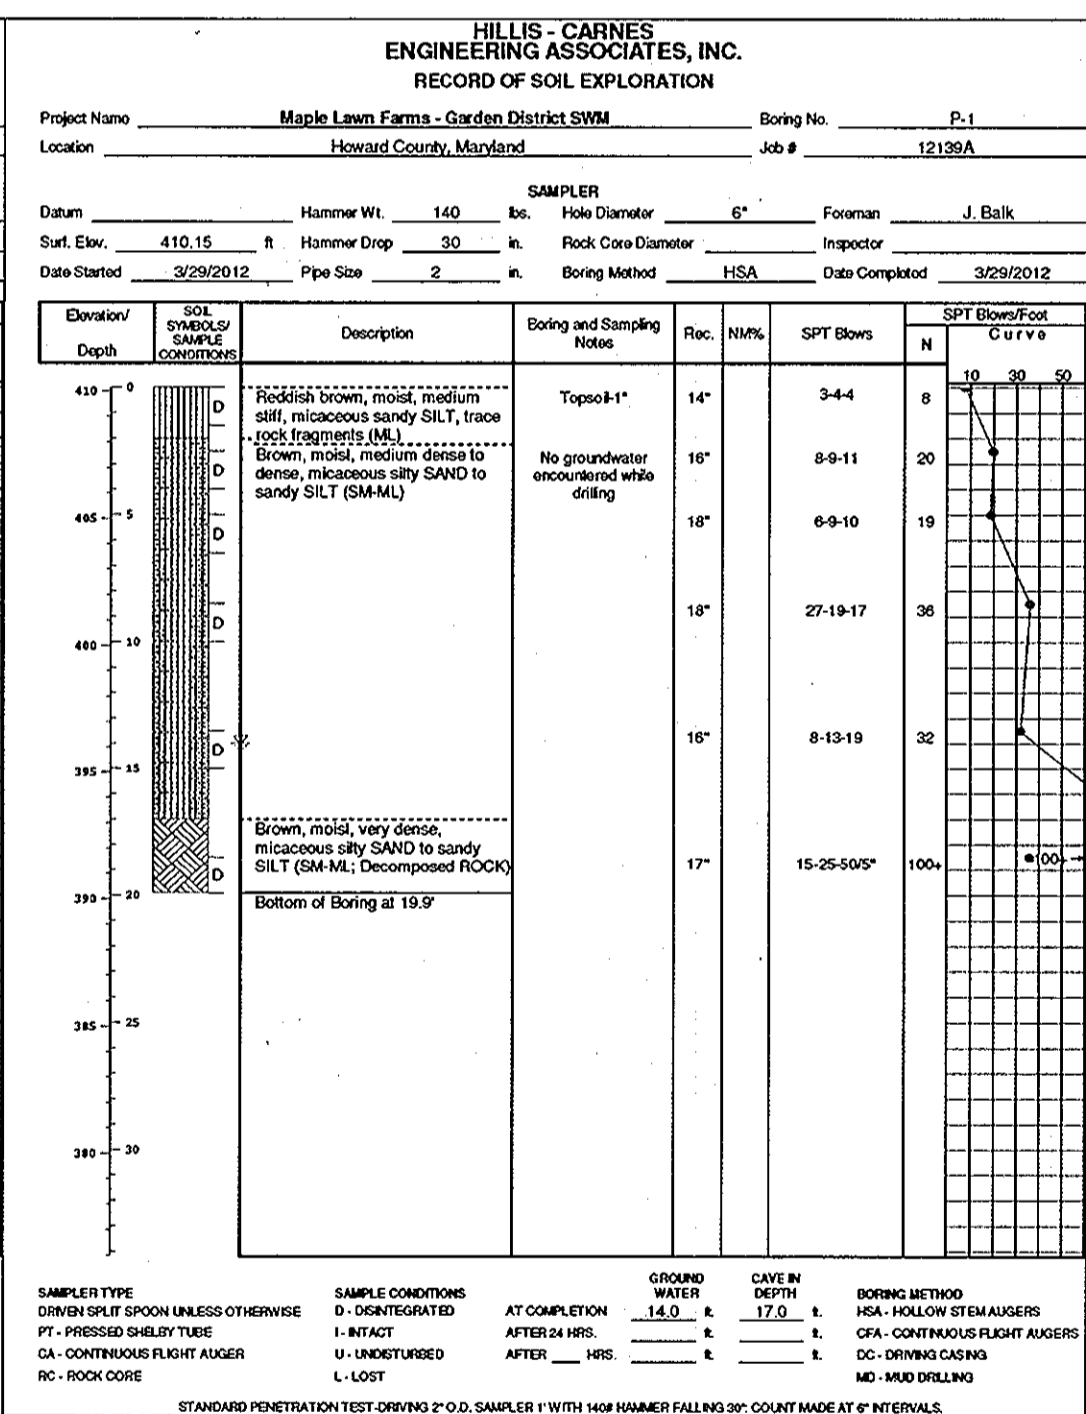 HILLIS - CARNES
ENGINEERING ASSOCIATES, INC.
RECORD OF SOIL EXPLORATION
Project Name Maple Lawn Farms - Garden District SWM Boring No. P-1
Location Howard County, Maryland Job # 12139A
SAMPLER
Datum Hammer Wt. 140 lbs. Hole Diameter 6" Foreman J. Balk
Surf. Elev. 410.15 ft Hammer Drop 30 in. Rock Core Diameter Inspector
Date Started 3/29/2012 Pipe Size 2 in. Boring Method HSA Date Completed 3/29/2012
Elevation/
Depth
SOIL
SYMBOLS/
SAMPLE
CONDITIONS
Description
Boring and Sampling
Notes
Rec.
NM%
SPT Blows
SPT Blows/Foot
N
Curve
10 30 50
410 0
D
Reddish brown, moist, medium
stiff, micaceous sandy SILT, trace
rock fragments (ML)
Topsoil-1"
14" 3-4-4 8
D
Brown, moist, medium dense to
dense, micaceous silty SAND to
sandy SILT (SM-ML)
No groundwater
encountered while
drilling
16" 8-9-11 20
405 5
D
18" 6-9-10 19
D
18" 27-19-17 36
400 10
D
16" 8-13-19 32
395 15
Brown, moist, very dense,
micaceous silty SAND to sandy
SILT (SM-ML; Decomposed ROCK)
D
17" 15-25-50/5" 100+ 100+
390 20
Bottom of Boring at 19.9'
385 25
380 30
SAMPLER TYPE
DRIVEN SPLIT SPOON UNLESS OTHERWISE
PT - PRESSED SHELBY TUBE
CA - CONTINUOUS FLIGHT AUGER
RC - ROCK CORE
SAMPLE CONDITIONS
D - DISINTEGRATED
I - INTACT
U - UNDISTURBED
L - LOST
GROUND
WATER
CAVE IN
DEPTH
AT COMPLETION 14.0 ft. 17.0 ft.
AFTER 24 HRS. ft. ft.
AFTER ___ HRS. ft. ft.
BORING METHOD
HSA - HOLLOW STEM AUGERS
CFA - CONTINUOUS FLIGHT AUGERS
DC - DRIVING CASING
MD - MUD DRILLING
STANDARD PENETRATION TEST-DRIVING 2" O.D. SAMPLER 1' WITH 140# HAMMER FALLING 30"; COUNT MADE AT 6" INTERVALS.